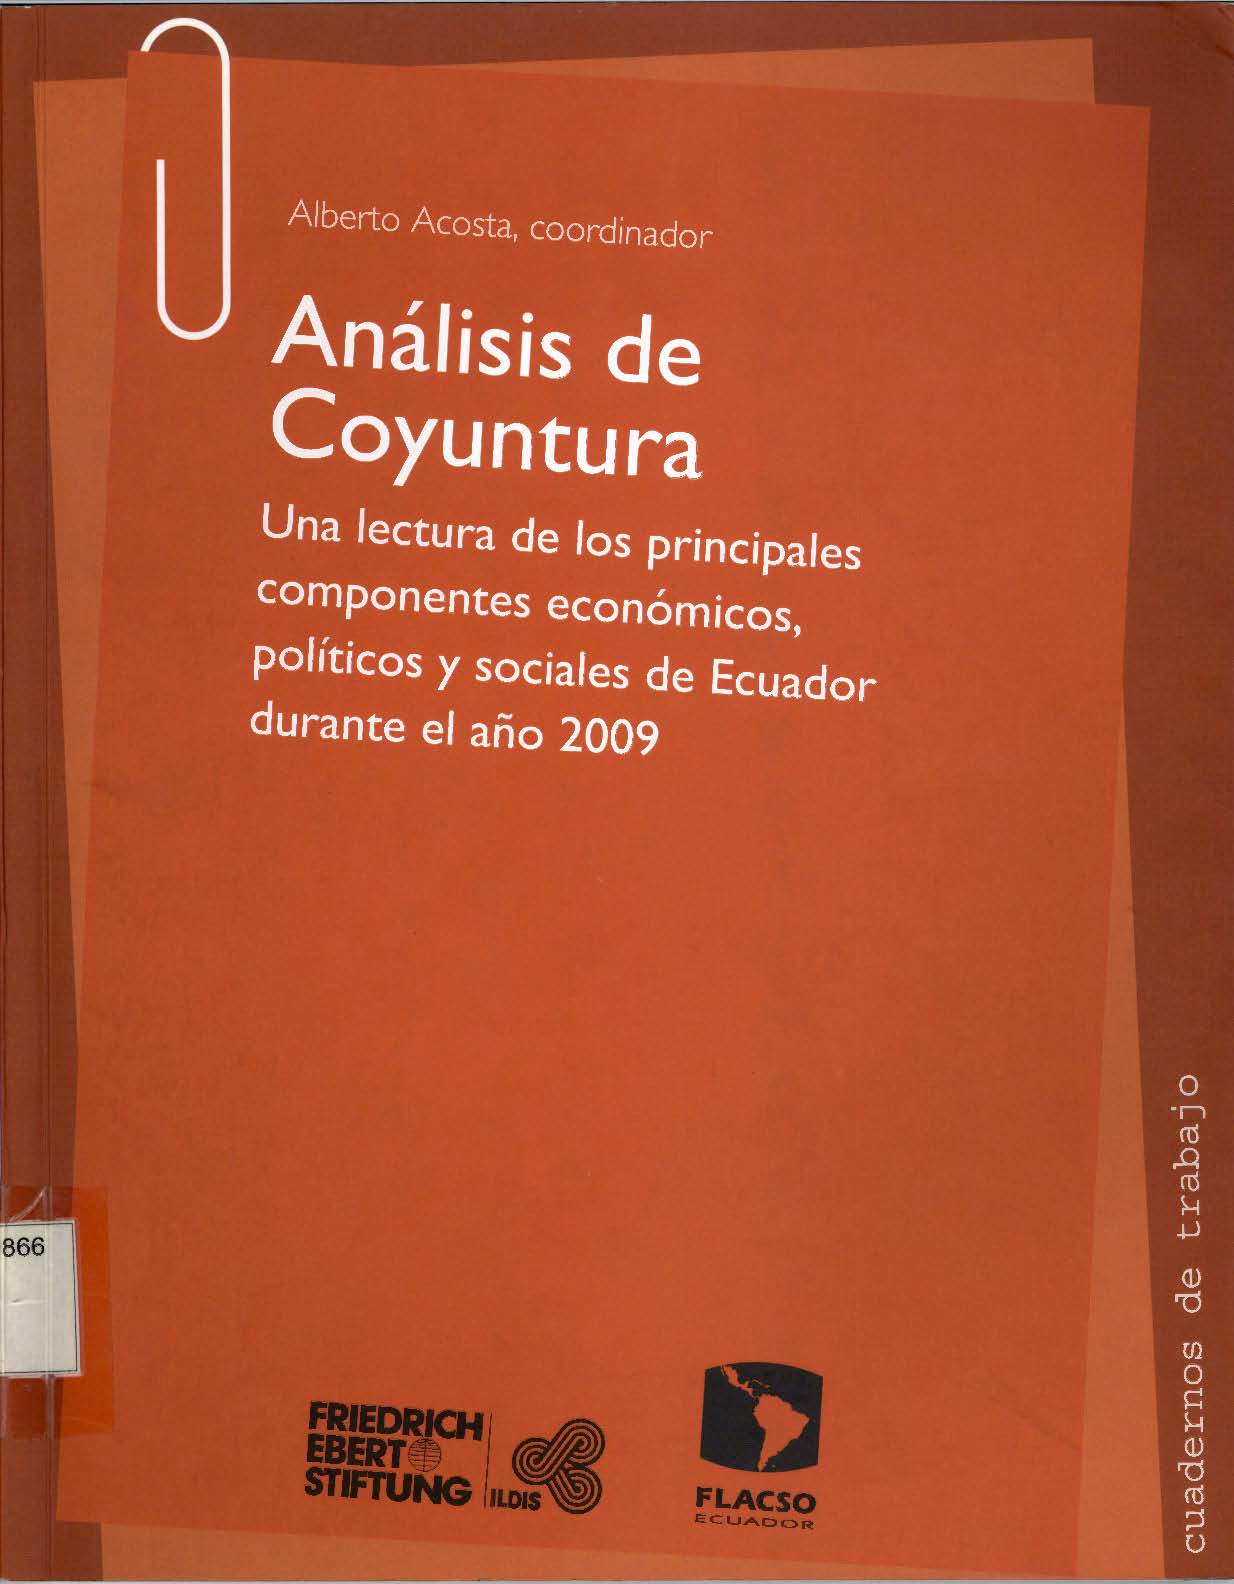 Alberto Acosta, coordinador
Análisis de
Coyuntura
Una lectura de los principales
componentes económicos,
políticos y sociales de Ecuador
durante el año 2009
cuadernos de trabajo
866
FRIEDRICH
EBERT
STIFTUNG
ILDIS
FLACSO
ECUADOR